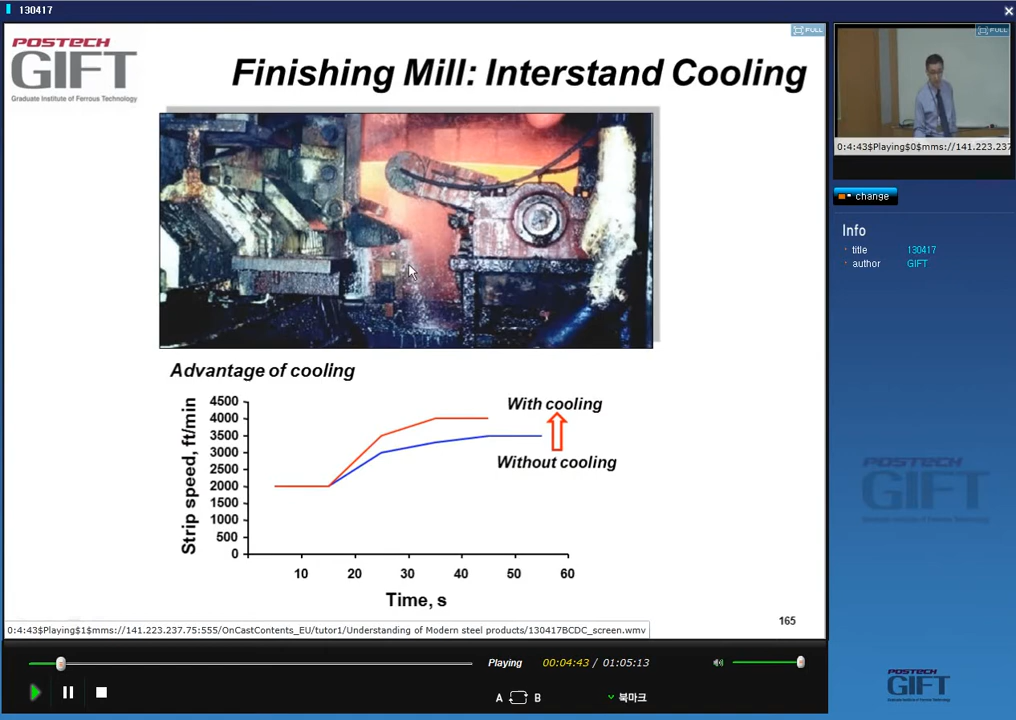 130417
POSTECH
GIFT
Graduate Institute of Ferrous Technology
Finishing Mill: Interstand Cooling
FULL
FULL
0:4:43$Playing$0$mms://141.223.237
change
Info
title 130417
author GIFT
Advantage of cooling
Strip speed, ft/min
4500
4000
3500
3000
2500
2000
1500
1000
500
0
With cooling
Without cooling
10 20 30 40 50 60
Time, s
165
POSTECH
GIFT
0:4:43$Playing$1$mms://141.223.237.75:555/OnCastContents_EU/tutor1/Understanding of Modern steel products/130417BCDC_screen.wmv
Playing 00:04:43 / 01:05:13
A B 북마크
POSTECH
GIFT